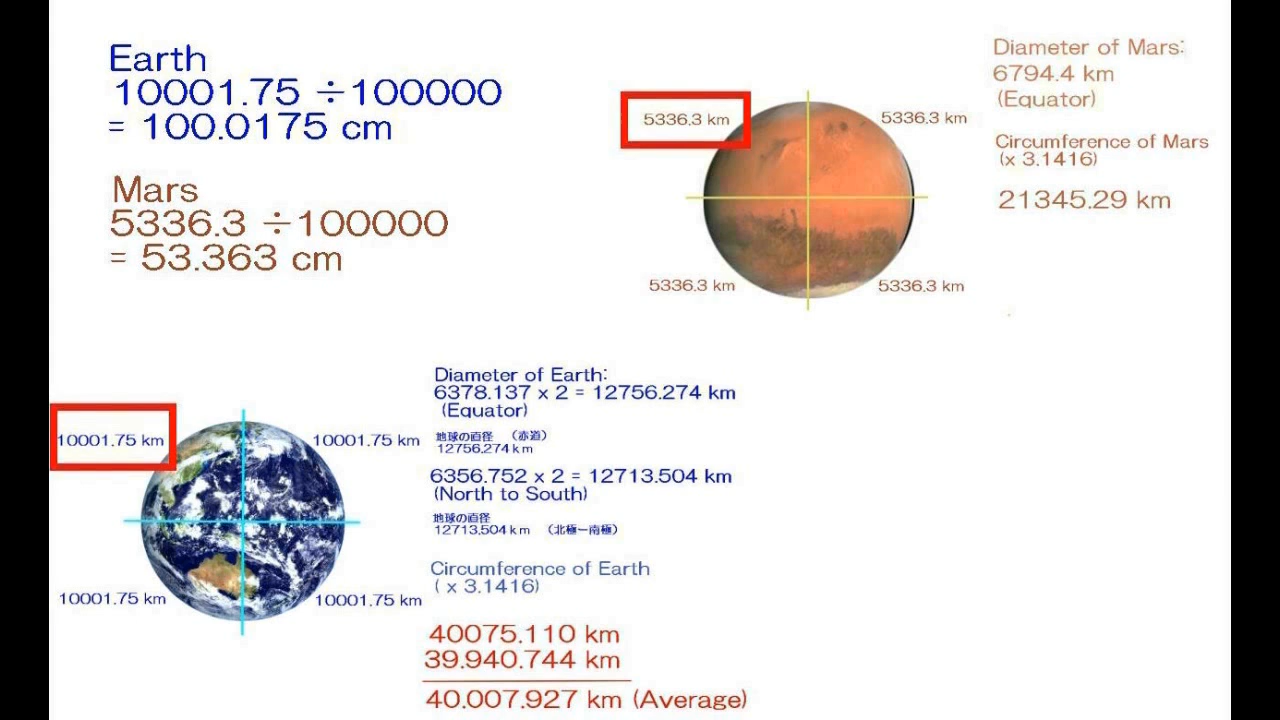 Earth
10001.75 ÷100000
= 100.0175 cm
Mars
5336.3 ÷100000
= 53.363 cm
5336.3 km
5336.3 km
5336.3 km
5336.3 km
Diameter of Mars:
6794.4 km
(Equator)
Circumference of Mars
(x 3.1416)
21345.29 km
10001.75 km
10001.75 km
10001.75 km
10001.75 km
Diameter of Earth:
6378.137 x 2 = 12756.274 km
(Equator)
地球の直径 (赤道)
12756.274 km
6356.752 x 2 = 12713.504 km
(North to South)
地球の直径
12713.504 km (北極ー南極)
Circumference of Earth
( x 3.1416)
40075.110 km
39.940.744 km
40.007.927 km (Average)